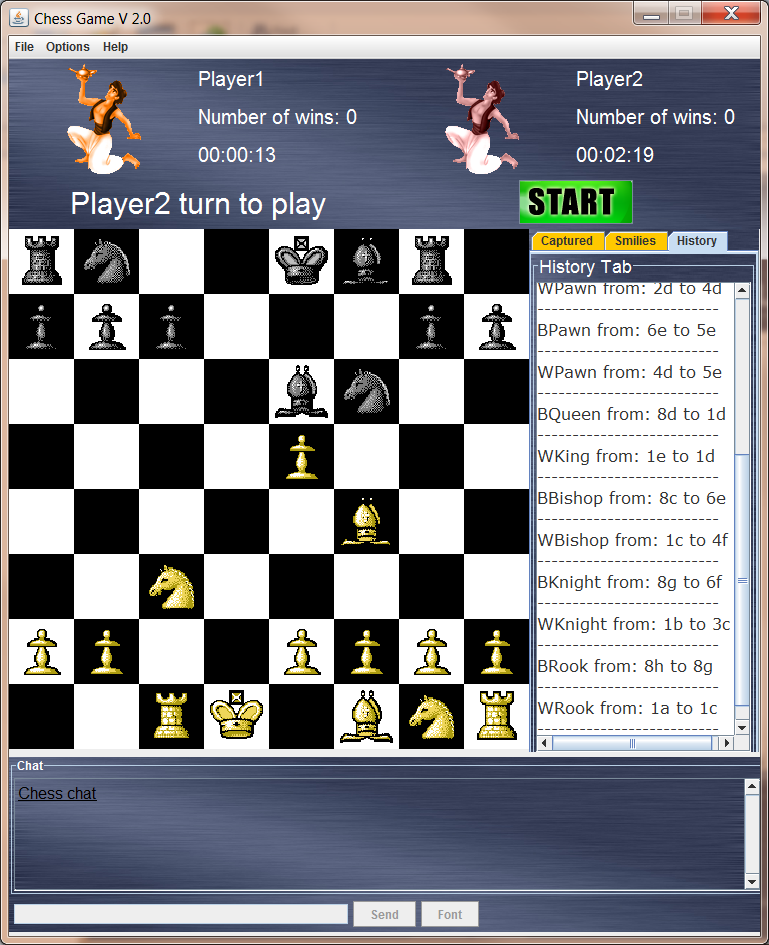 Chess Game V 2.0
File Options Help
Player1
Number of wins: 0
00:00:13
Player2
Number of wins: 0
00:02:19
Player2 turn to play
START
Captured Smilies History
History Tab
WPawn from: 2d to 4d
------------------------
BPawn from: 6e to 5e
------------------------
WPawn from: 4d to 5e
------------------------
BQueen from: 8d to 1d
------------------------
WKing from: 1e to 1d
------------------------
BBishop from: 8c to 6e
------------------------
WBishop from: 1c to 4f
------------------------
BKnight from: 8g to 6f
------------------------
WKnight from: 1b to 3c
------------------------
BRook from: 8h to 8g
------------------------
WRook from: 1a to 1c
------------------------
Chat
Chess chat
Send Font